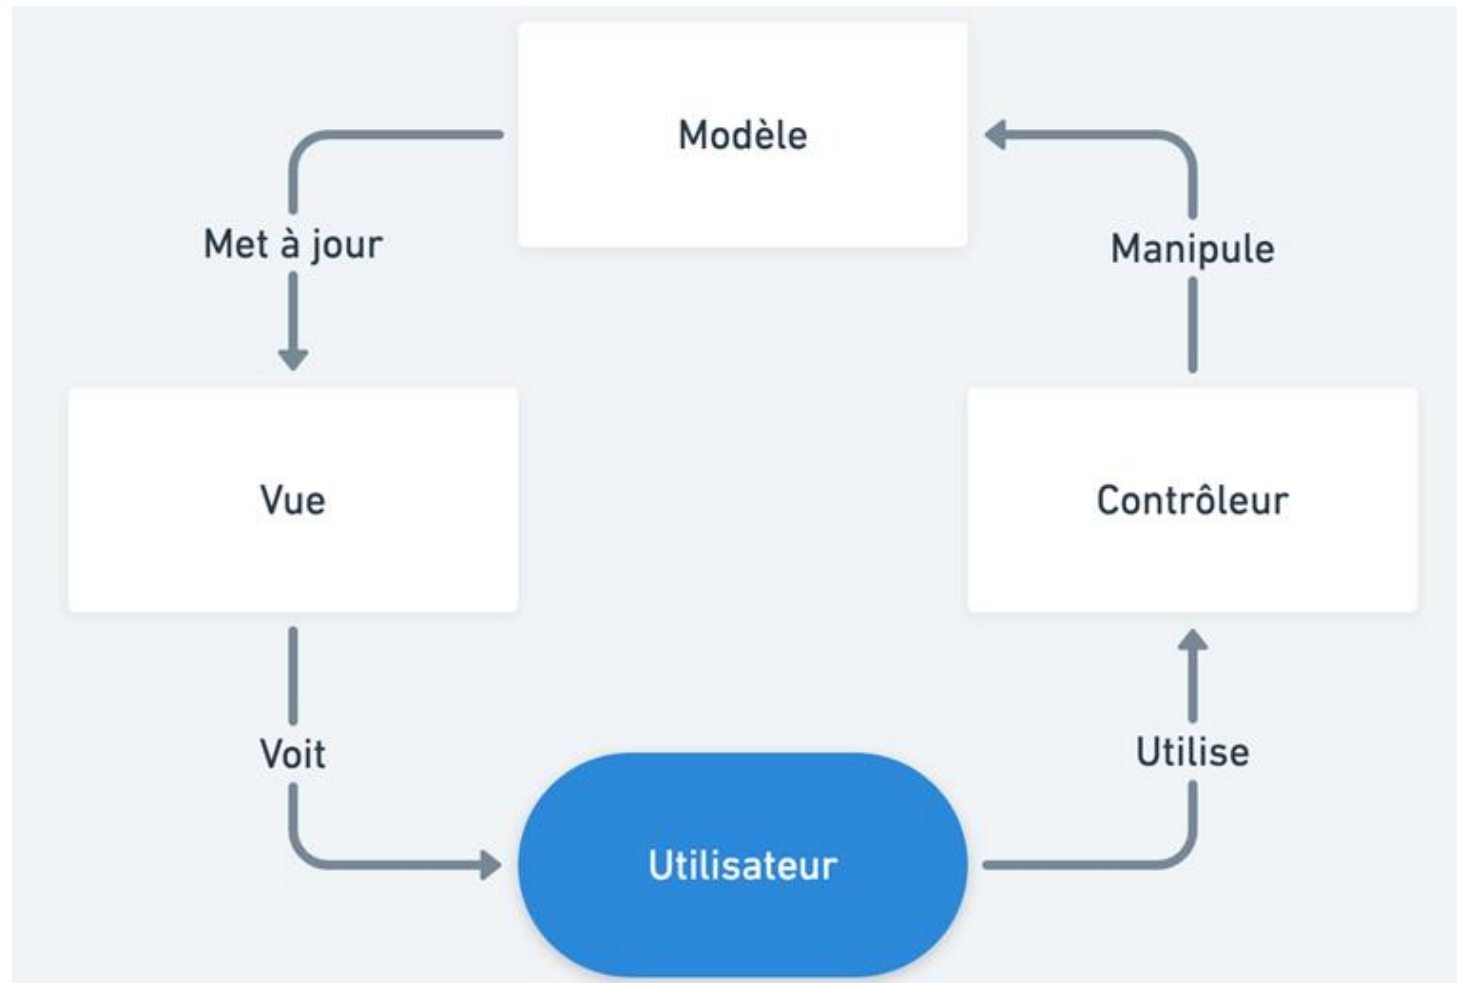 Modèle
Met à jour
Manipule
Vue
Contrôleur
Voit
Utilise
Utilisateur